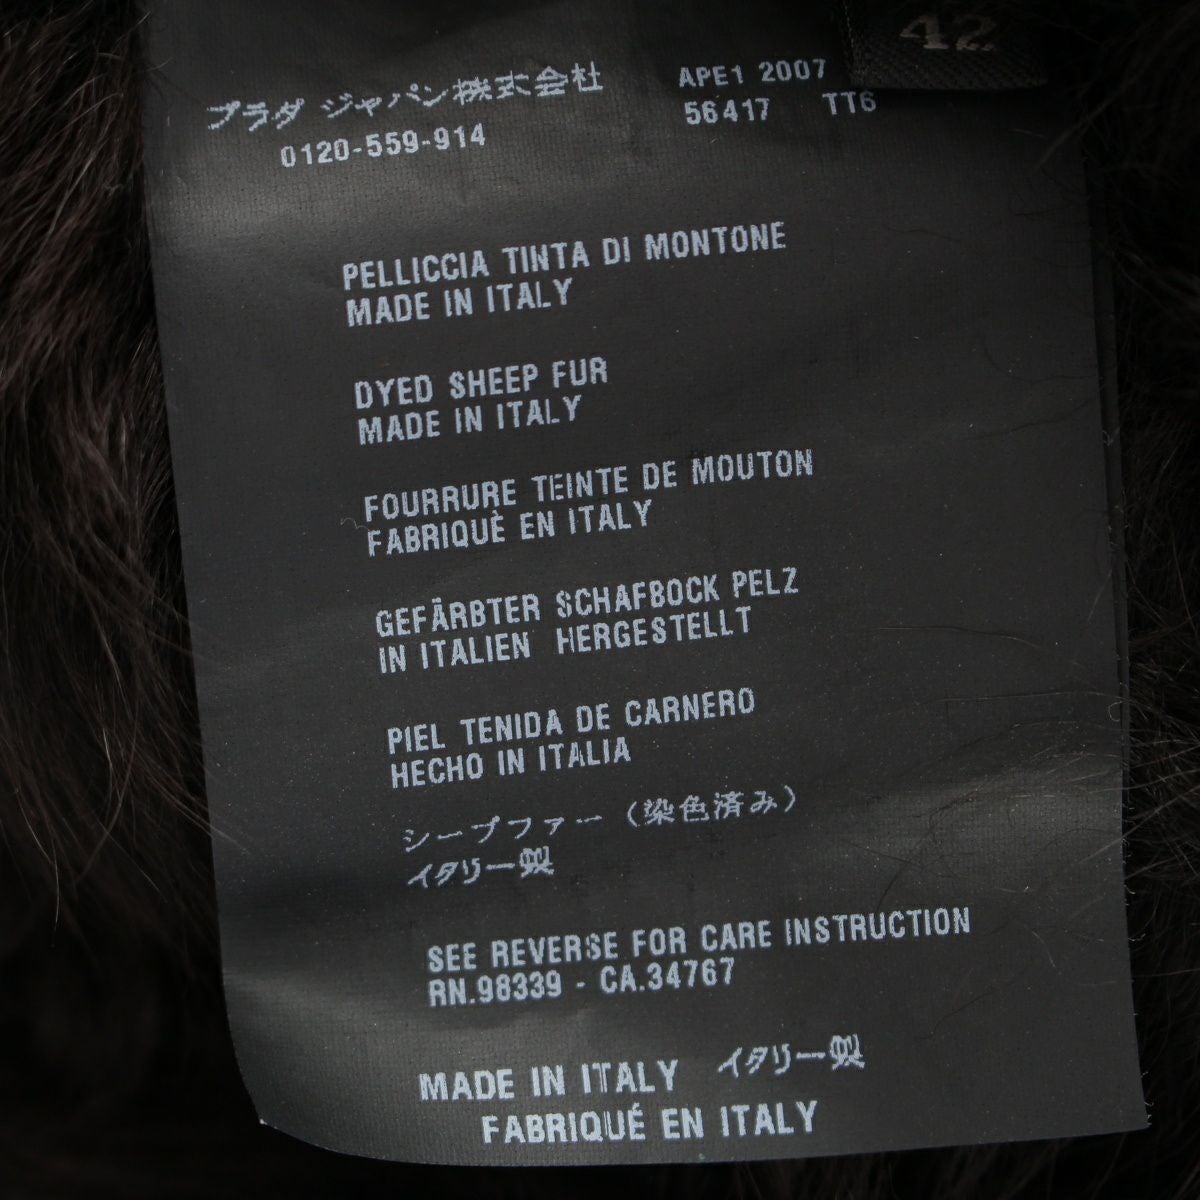 42
プラダ ジャパン株式会社
0120-559-914
APE1 2007
56417 TT6
PELLICCIA TINTA DI MONTONE
MADE IN ITALY
DYED SHEEP FUR
MADE IN ITALY
FOURRURE TEINTE DE MOUTON
FABRIQUÈ EN ITALY
GEFÄRBTER SCHAFBOCK PELZ
IN ITALIEN HERGESTELLT
PIEL TENIDA DE CARNERO
HECHO IN ITALIA
シープファー（染色済み）
イタリー製
SEE REVERSE FOR CARE INSTRUCTION
RN.98339 - CA.34767
MADE IN ITALY イタリー製
FABRIQUÉ EN ITALY